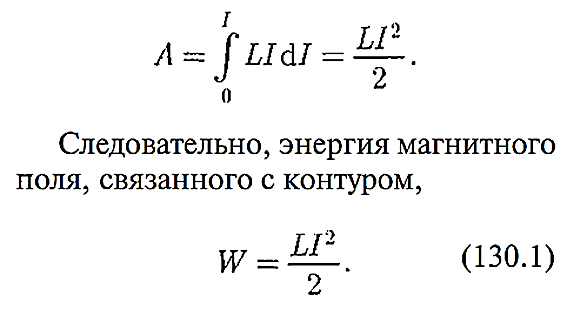 A = ∫₀ᴵ LI dI = LI²/2.
Следовательно, энергия магнитного
поля, связанного с контуром,
W = LI²/2. (130.1)